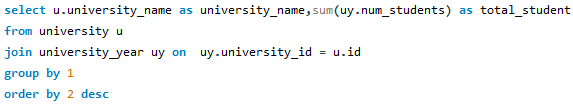 select u.university_name as university_name,sum(uy.num_students) as total_student
from university u
join university_year uy on  uy.university_id = u.id
group by 1
order by 2 desc